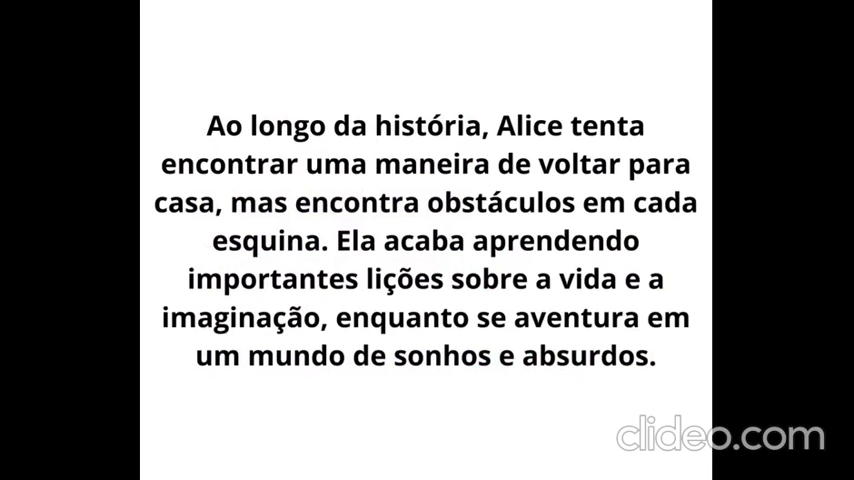 Ao longo da história, Alice tenta
encontrar uma maneira de voltar para
casa, mas encontra obstáculos em cada
esquina. Ela acaba aprendendo
importantes lições sobre a vida e a
imaginação, enquanto se aventura em
um mundo de sonhos e absurdos.
clideo.com